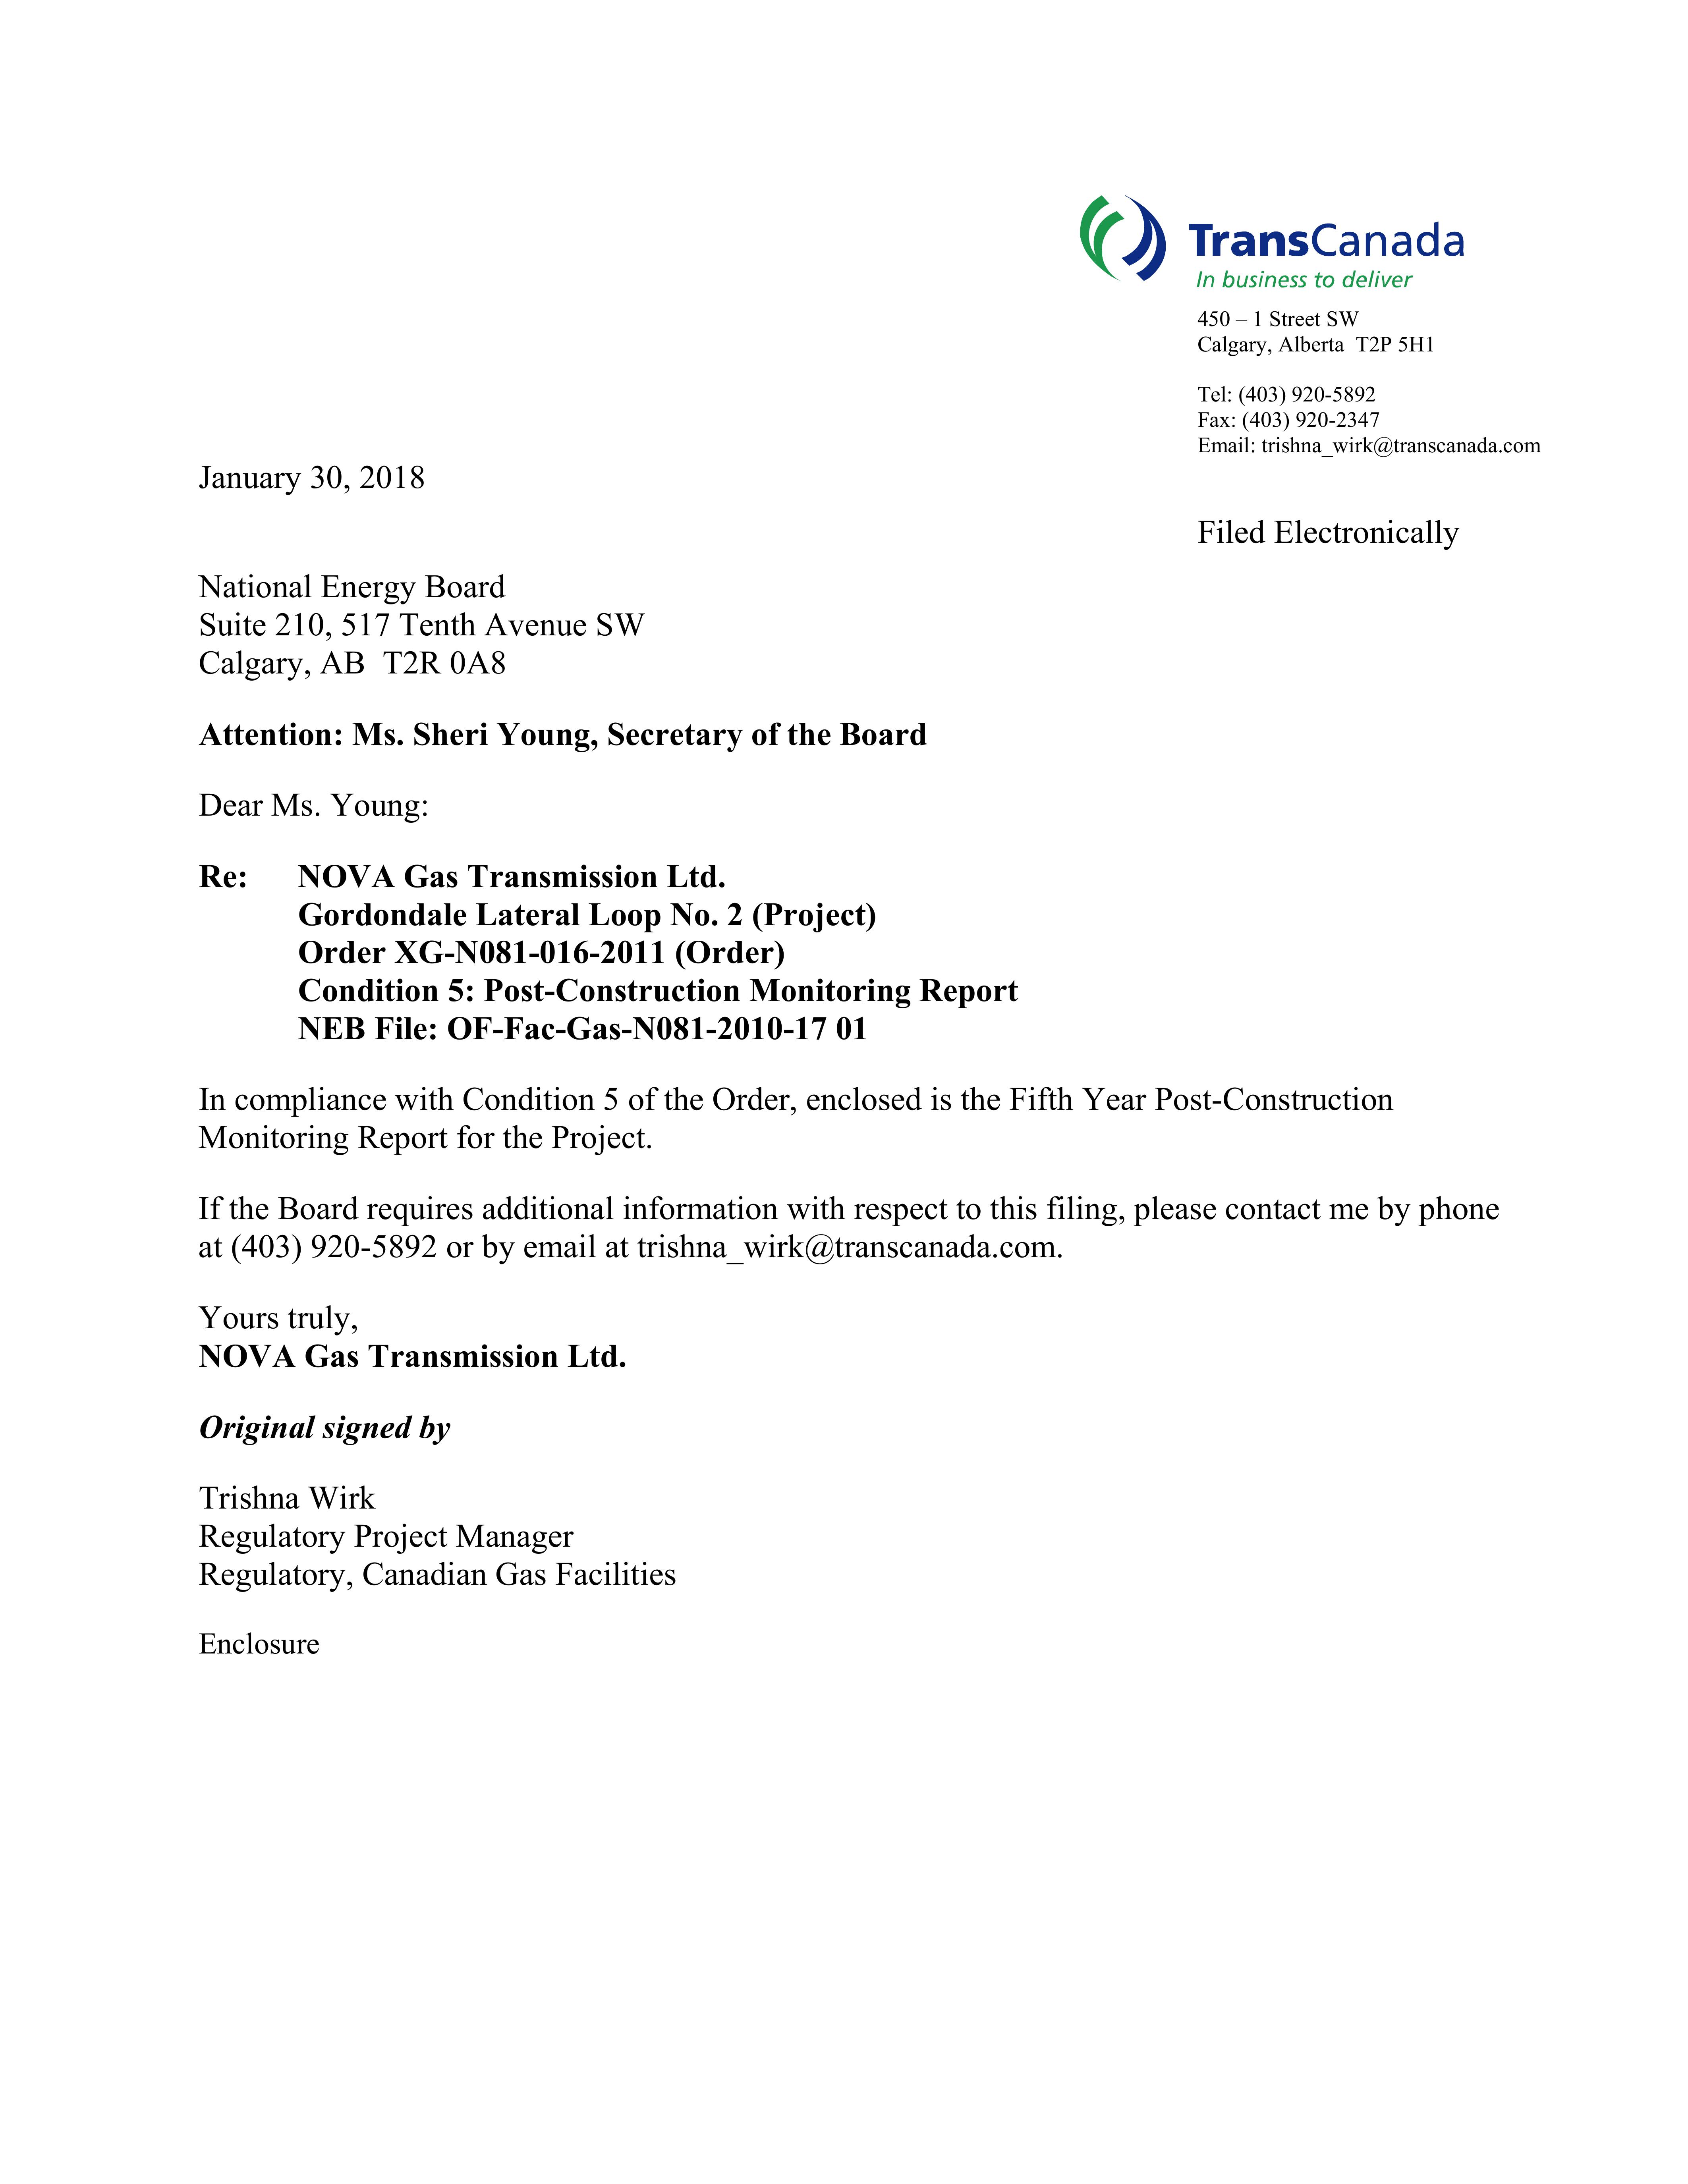 TransCanada
In business to deliver
450 – 1 Street SW
Calgary, Alberta  T2P 5H1
Tel: (403) 920-5892
Fax: (403) 920-2347
Email: trishna_wirk@transcanada.com
January 30, 2018
Filed Electronically
National Energy Board
Suite 210, 517 Tenth Avenue SW
Calgary, AB  T2R 0A8
Attention: Ms. Sheri Young, Secretary of the Board
Dear Ms. Young:
Re: NOVA Gas Transmission Ltd.
Gordondale Lateral Loop No. 2 (Project)
Order XG-N081-016-2011 (Order)
Condition 5: Post-Construction Monitoring Report
NEB File: OF-Fac-Gas-N081-2010-17 01
In compliance with Condition 5 of the Order, enclosed is the Fifth Year Post-Construction
Monitoring Report for the Project.
If the Board requires additional information with respect to this filing, please contact me by phone
at (403) 920-5892 or by email at trishna_wirk@transcanada.com.
Yours truly,
NOVA Gas Transmission Ltd.
Original signed by
Trishna Wirk
Regulatory Project Manager
Regulatory, Canadian Gas Facilities
Enclosure